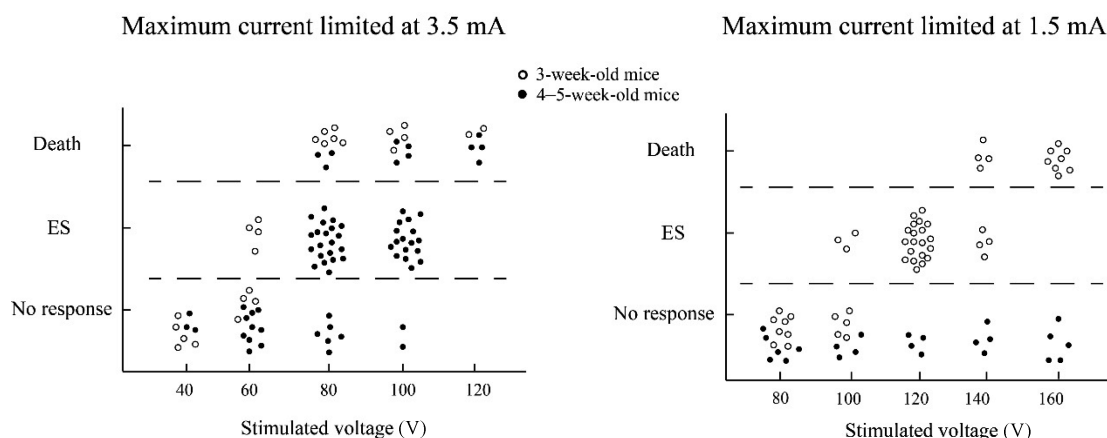 Maximum current limited at 3.5 mA
Maximum current limited at 1.5 mA
3-week-old mice
4–5-week-old mice
Death
ES
No response
40 60 80 100 120
Stimulated voltage (V)
Death
ES
No response
80 100 120 140 160
Stimulated voltage (V)